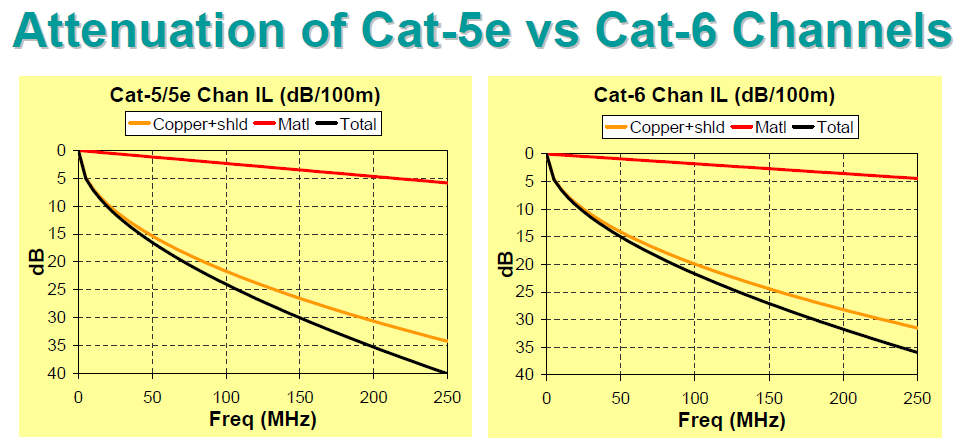 Attenuation of Cat-5e vs Cat-6 Channels
Cat-5/5e Chan IL (dB/100m)
Copper+shld Matl Total
0
5
10
15
20
25
30
35
40
dB
0 50 100 150 200 250
Freq (MHz)
Cat-6 Chan IL (dB/100m)
Copper+shld Matl Total
0
5
10
15
20
25
30
35
40
dB
0 50 100 150 200 250
Freq (MHz)